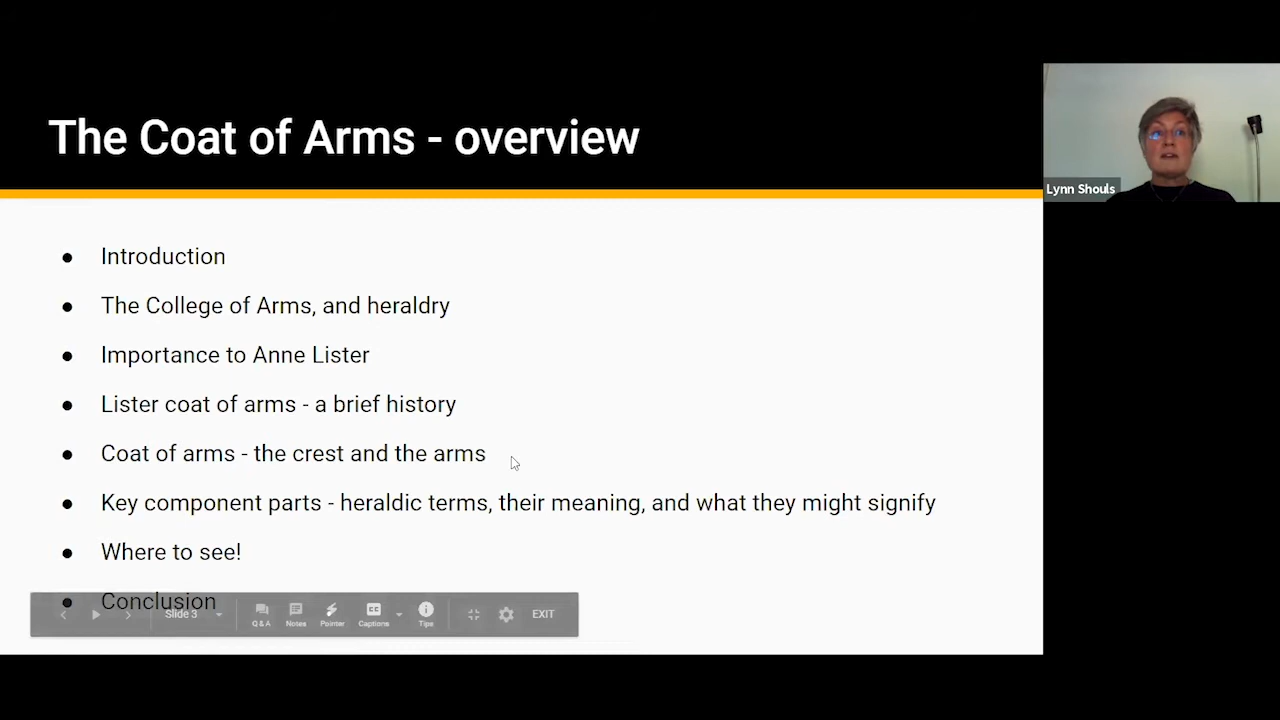 The Coat of Arms - overview
Lynn Shouls
● Introduction
● The College of Arms, and heraldry
● Importance to Anne Lister
● Lister coat of arms - a brief history
● Coat of arms - the crest and the arms
● Key component parts - heraldic terms, their meaning, and what they might signify
● Where to see!
● Conclusion
Slide 3
Q & A Notes Pointer Captions Tips EXIT